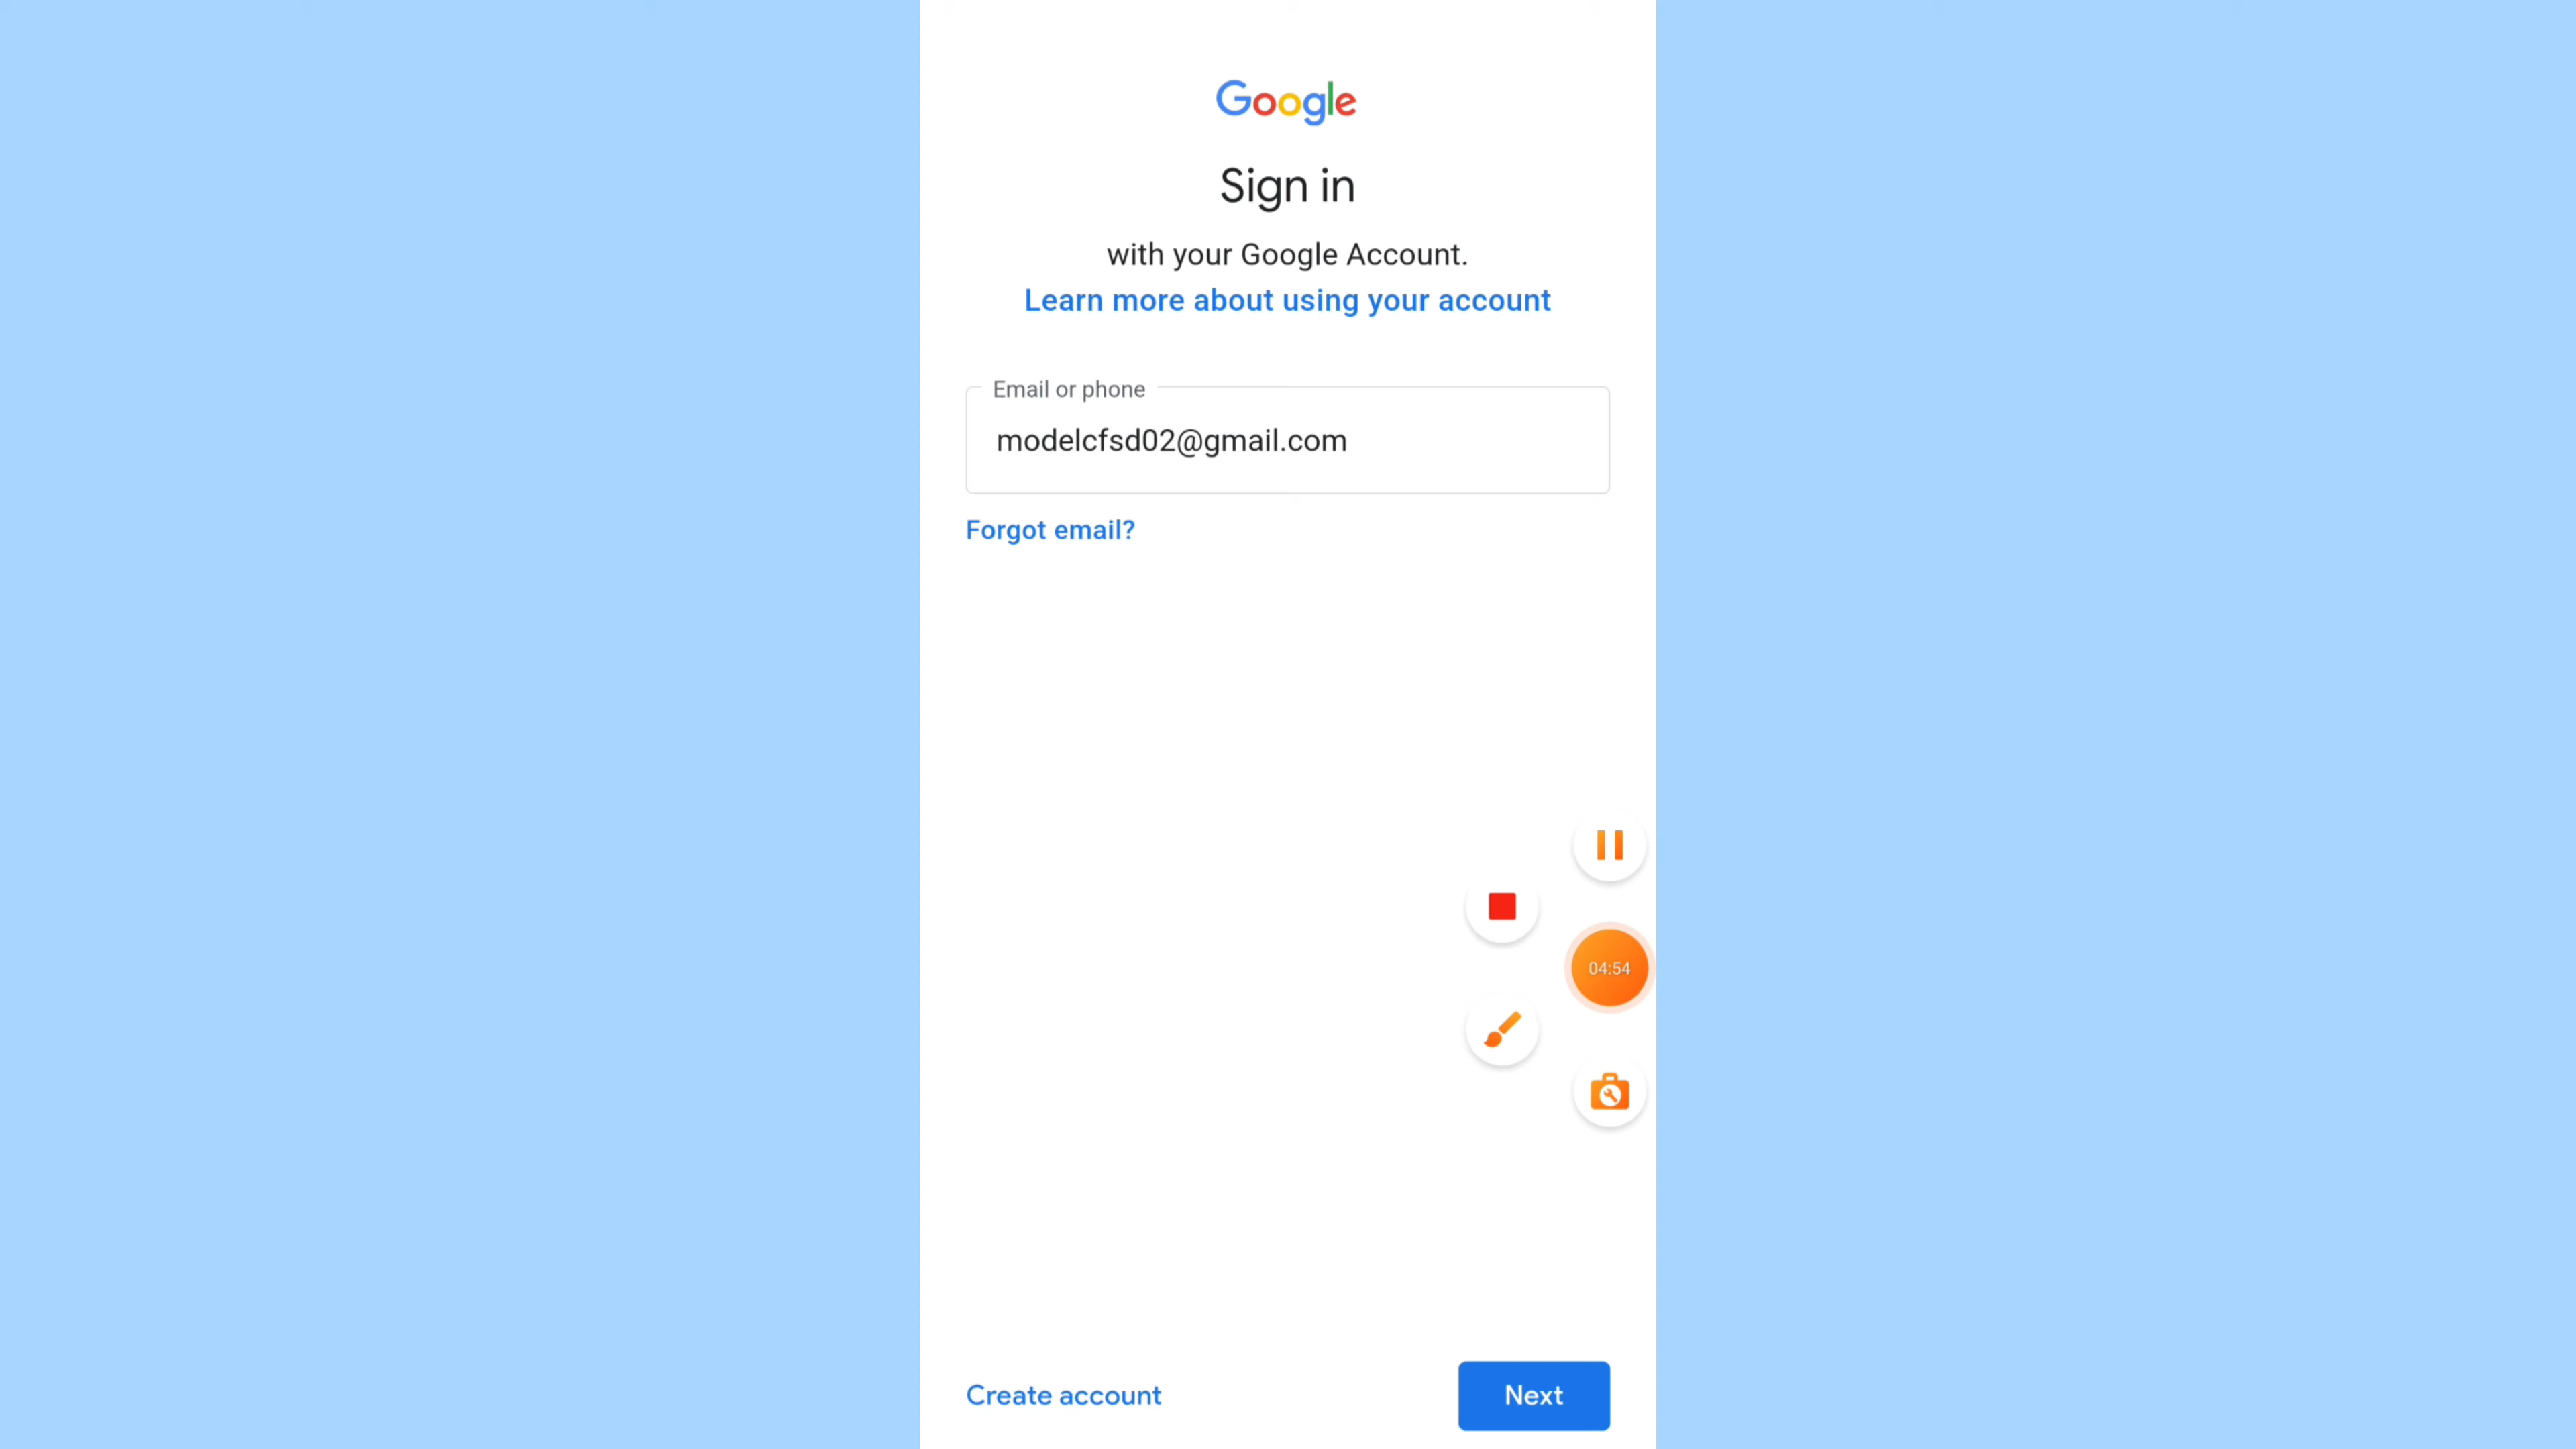 Google
Sign in
with your Google Account.
Learn more about using your account
Email or phone
modelcfsd02@gmail.com
Forgot email?
04:54
Create account
Next